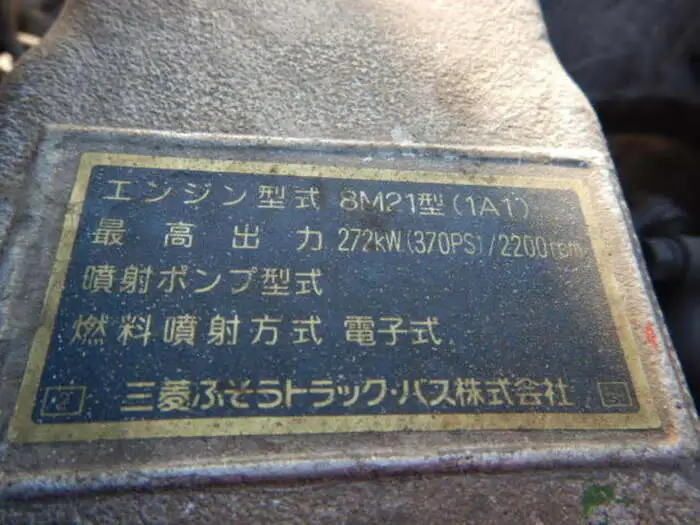 エンジン型式 8M21型(1A1)
最高出力 272kW(370PS)/2200rpm
噴射ポンプ型式
燃料噴射方式 電子式
2 三菱ふそうトラック・バス株式会社